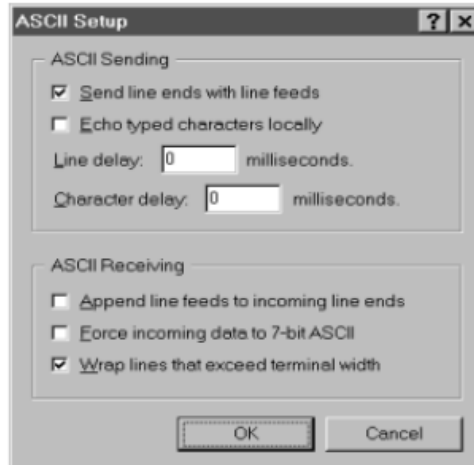 ASCII Setup
ASCII Sending
Send line ends with line feeds
Echo typed characters locally
Line delay: 0 milliseconds.
Character delay: 0 milliseconds.
ASCII Receiving
Append line feeds to incoming line ends
Force incoming data to 7-bit ASCII
Wrap lines that exceed terminal width
OK Cancel